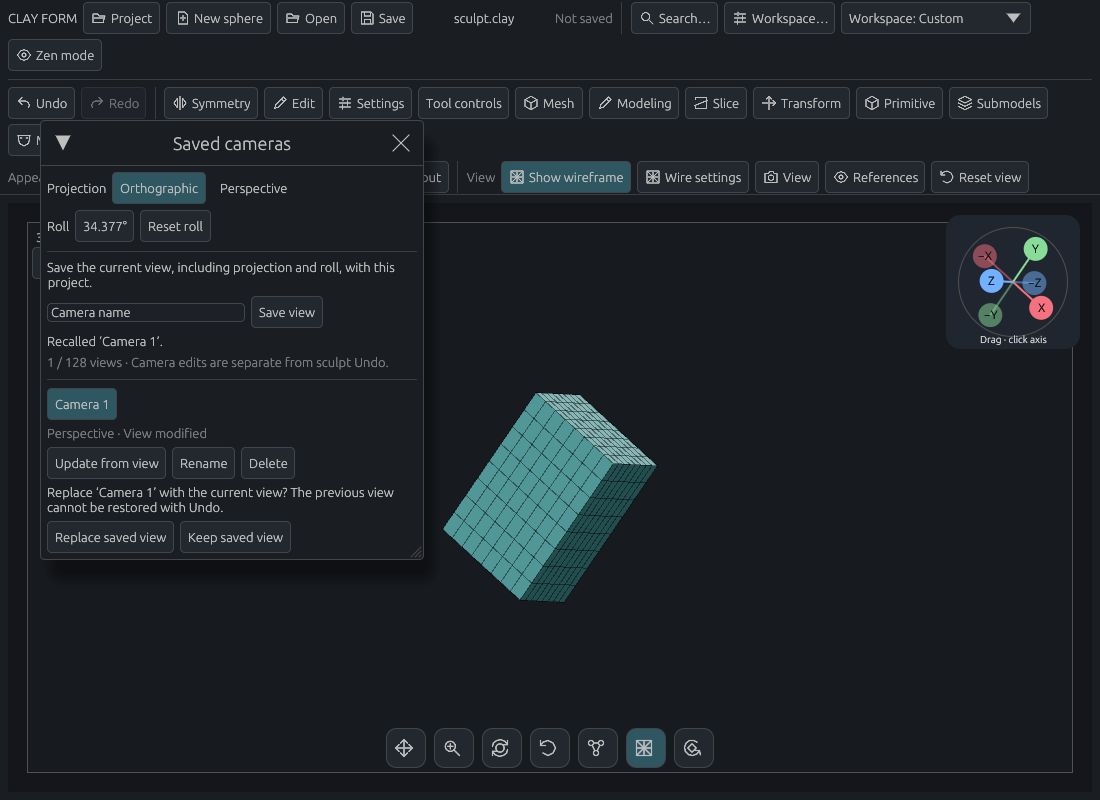 CLAY FORM Project New sphere Open Save sculpt.clay Not saved Search... Workspace... Workspace: Custom
Zen mode
Undo Redo Symmetry Edit Settings Tool controls Mesh Modeling Slice Transform Primitive Submodels
View Show wireframe Wire settings View References Reset view
Saved cameras
Projection Orthographic Perspective
Roll 34.377° Reset roll
Save the current view, including projection and roll, with this
project.
Camera name Save view
Recalled ‘Camera 1’.
1 / 128 views · Camera edits are separate from sculpt Undo.
Camera 1
Perspective · View modified
Update from view Rename Delete
Replace ‘Camera 1’ with the current view? The previous view
cannot be restored with Undo.
Replace saved view Keep saved view
-X Y
Z -Z
-Y X
Drag · click axis